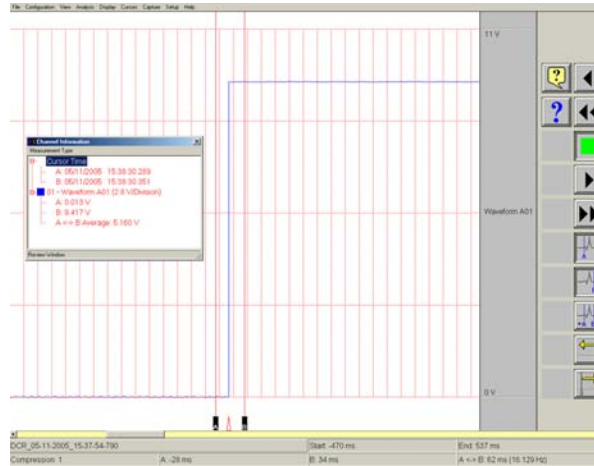 File Configuration View Analysis Display Cursors Capture Setup Help
11 V
Channel Information
Measurement Type
Cursor Time
A: 05/11/2005 15:38:30.289
B: 05/11/2005 15:38:30.351
01 - Waveform A01 (2.8 V/Division)
A: 0.013 V
B: 9.417 V
A <-> B Average: 5.160 V
Review Window
Waveform A01
0 V
A
B
DCR_05-11-2005_15-37-54-790
Start: -470 ms
End: 537 ms
Compression: 1
A: -28 ms
B: 34 ms
A <-> B: 62 ms (16.129 Hz)